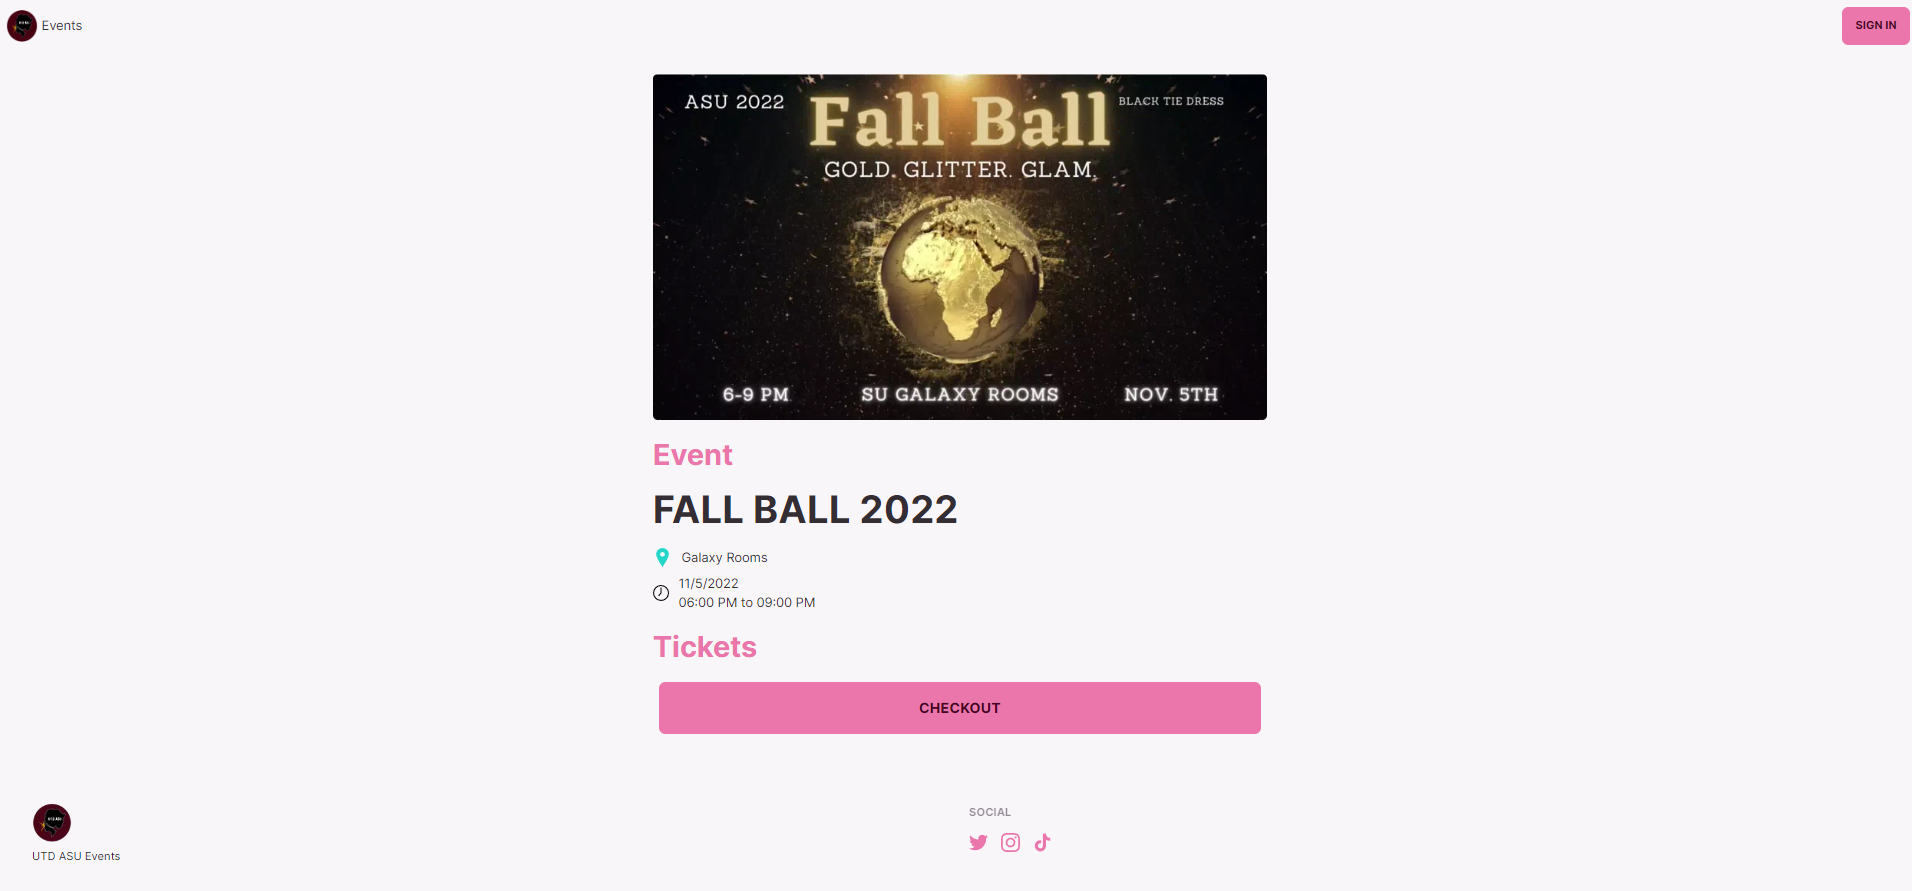 Events
SIGN IN
ASU 2022
Fall Ball
BLACK TIE DRESS
GOLD. GLITTER. GLAM.
6-9 PM
SU GALAXY ROOMS
NOV. 5TH
Event
FALL BALL 2022
Galaxy Rooms
11/5/2022
06:00 PM to 09:00 PM
Tickets
CHECKOUT
SOCIAL
UTD ASU Events